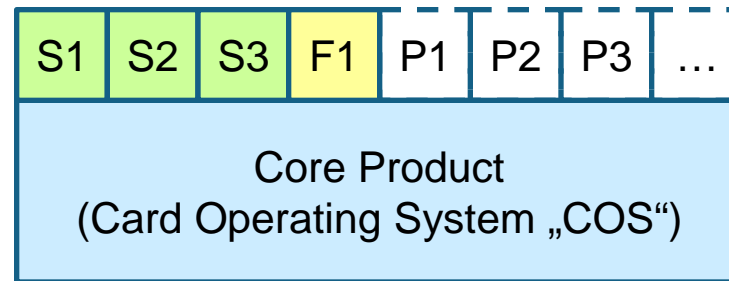 S1 S2 S3 F1 P1 P2 P3 …
Core Product
(Card Operating System „COS“)